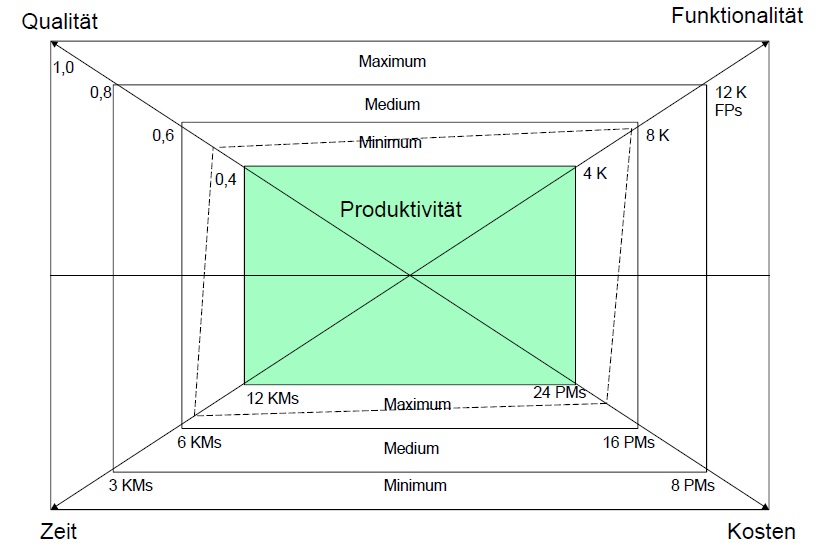 Qualität
Funktionalität
1,0
Maximum
0,8
12 K
FPs
Medium
0,6
8 K
Minimum
0,4
4 K
Produktivität
12 KMs
24 PMs
Maximum
6 KMs
16 PMs
Medium
3 KMs
Minimum
8 PMs
Zeit
Kosten